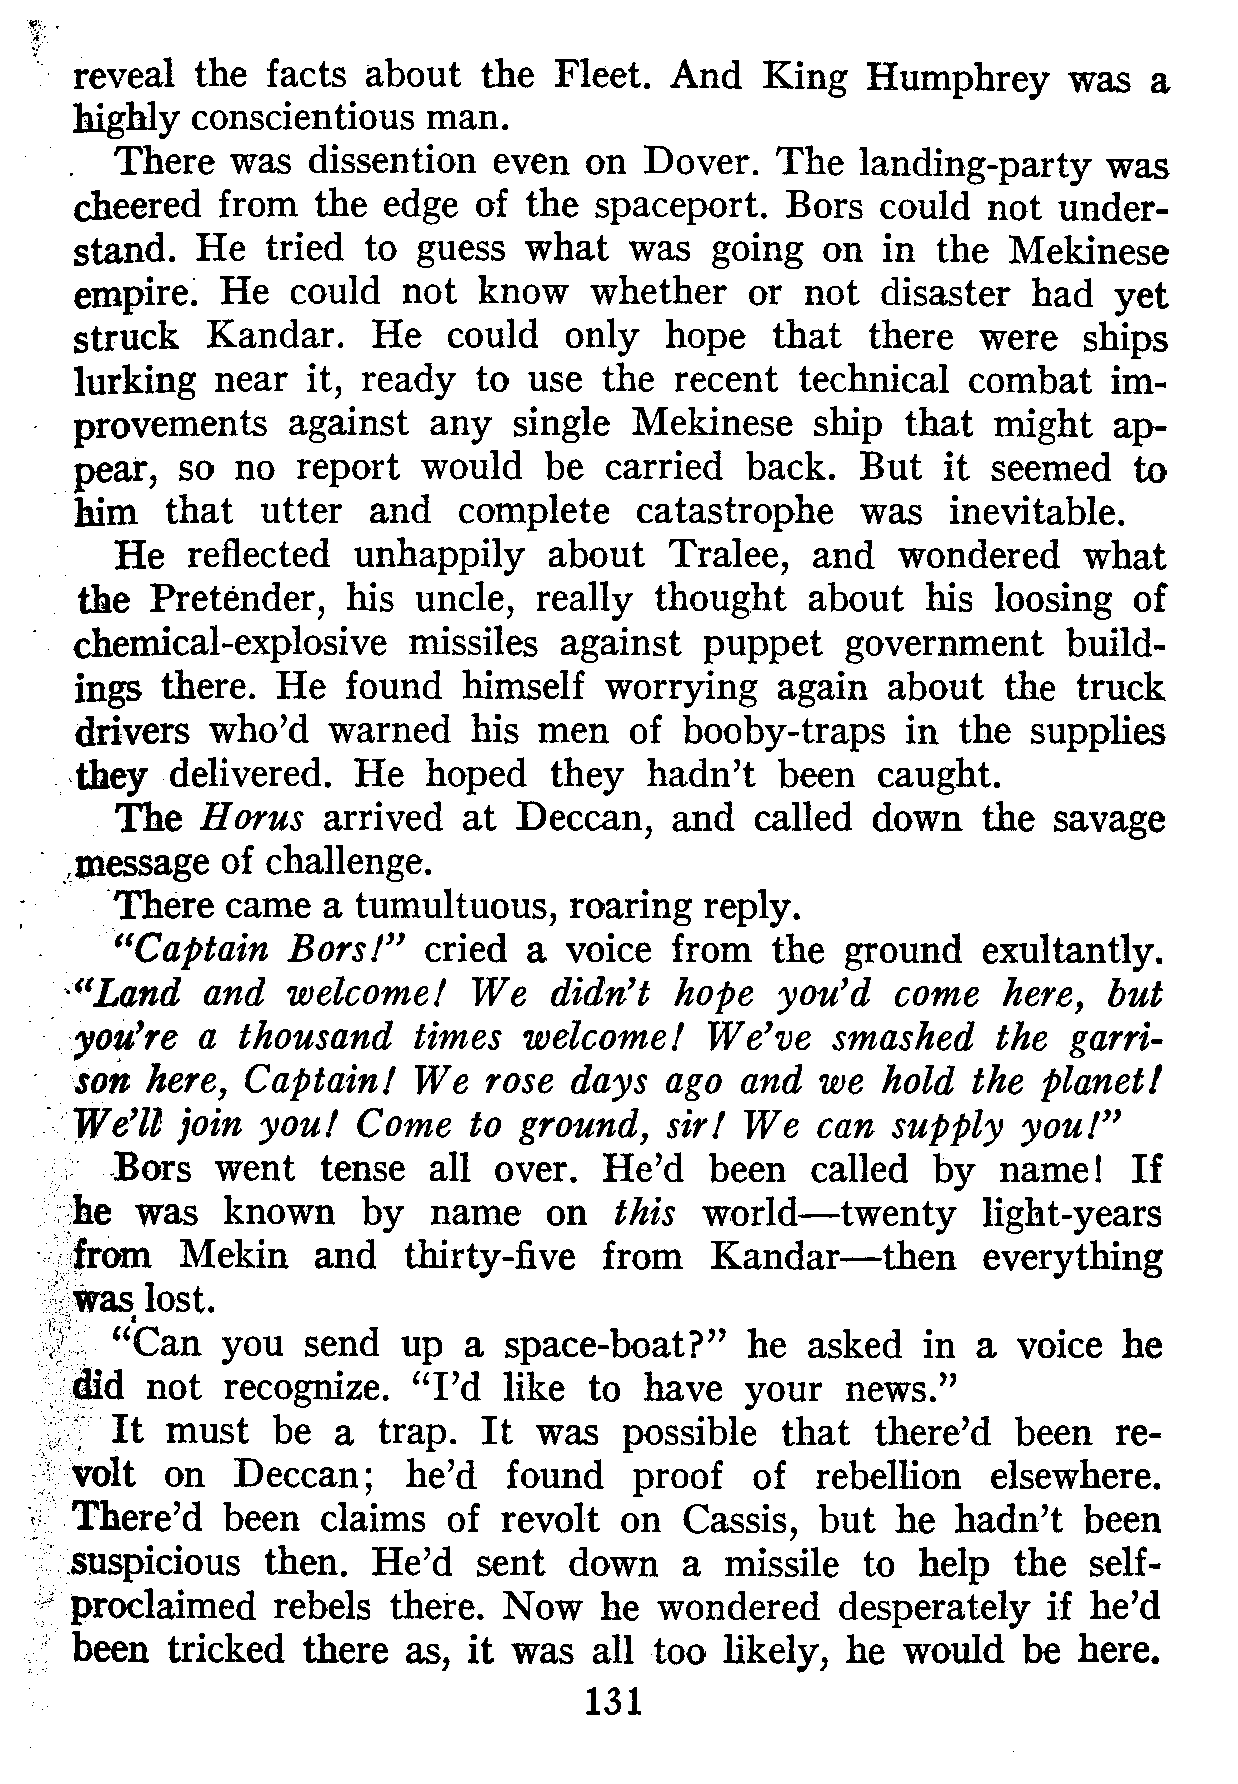 reveal the facts about the Fleet. And King Humphrey was a
highly conscientious man.
There was dissention even on Dover. The landing-party was
cheered from the edge of the spaceport. Bors could not under-
stand. He tried to guess what was going on in the Mekinese
empire. He could not know whether or not disaster had yet
struck Kandar. He could only hope that there were ships
lurking near it, ready to use the recent technical combat im-
provements against any single Mekinese ship that might ap-
pear, so no report would be carried back. But it seemed to
him that utter and complete catastrophe was inevitable.
He reflected unhappily about Tralee, and wondered what
the Pretender, his uncle, really thought about his loosing of
chemical-explosive missiles against puppet government build-
ings there. He found himself worrying again about the truck
drivers who'd warned his men of booby-traps in the supplies
they delivered. He hoped they hadn't been caught.
The Horus arrived at Deccan, and called down the savage
message of challenge.
There came a tumultuous, roaring reply.
“Captain Bors!” cried a voice from the ground exultantly.
“Land and welcome! We didn't hope you'd come here, but
you're a thousand times welcome! We've smashed the garri-
son here, Captain! We rose days ago and we hold the planet!
We'll join you! Come to ground, sir! We can supply you!”
Bors went tense all over. He'd been called by name! If
he was known by name on this world—twenty light-years
from Mekin and thirty-five from Kandar—then everything
was lost.
“Can you send up a space-boat?” he asked in a voice he
did not recognize. “I'd like to have your news.”
It must be a trap. It was possible that there'd been re-
volt on Deccan; he'd found proof of rebellion elsewhere.
There'd been claims of revolt on Cassis, but he hadn't been
suspicious then. He'd sent down a missile to help the self-
proclaimed rebels there. Now he wondered desperately if he'd
been tricked there as, it was all too likely, he would be here.
131